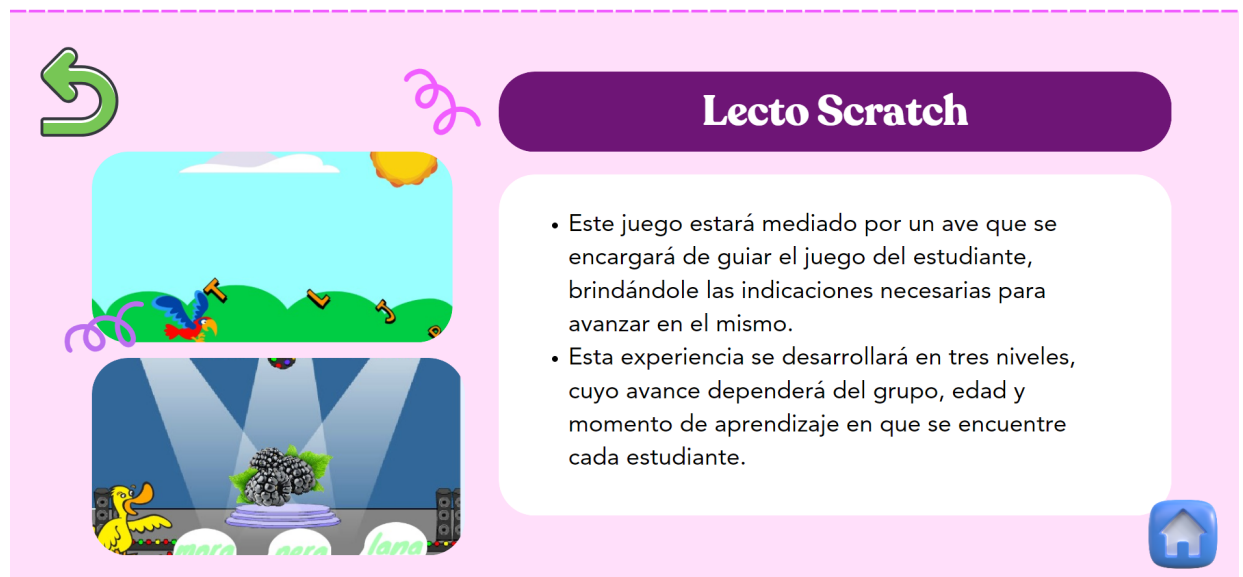 Lecto Scratch
• Este juego estará mediado por un ave que se
encargará de guiar el juego del estudiante,
brindándole las indicaciones necesarias para
avanzar en el mismo.
• Esta experiencia se desarrollará en tres niveles,
cuyo avance dependerá del grupo, edad y
momento de aprendizaje en que se encuentre
cada estudiante.
T L J
mora pera lana